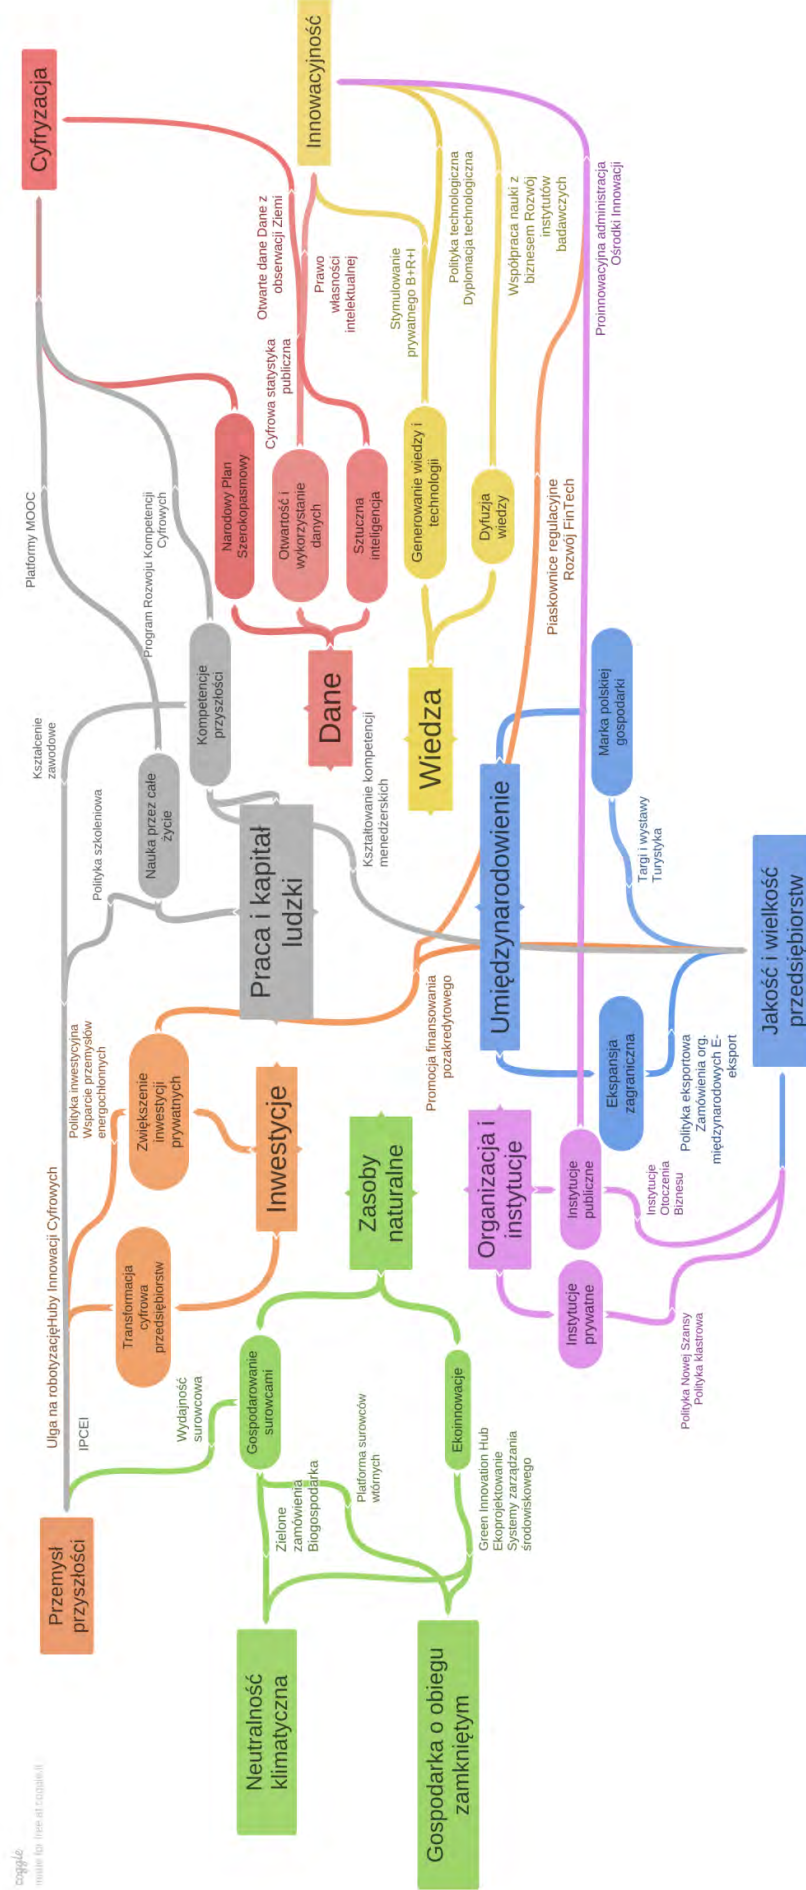 Przemysł
przyszłości
Cyfryzacja
Ulga na robotyzacjęHuby Innowacji Cyfrowych
IPCEI
Polityka inwestycyjna
Wsparcie przemysłów
energochłonnych
Polityka szkoleniowa
Kształcenie
zawodowe
Platformy MOOC
Program Rozwoju Kompetencji
Cyfrowych
Transformacja
cyfrowa
przedsiębiorstw
Zwiększenie
inwestycji
prywatnych
Nauka przez całe
życie
Kompetencje
przyszłości
Wydajność
surowcowa
Gospodarowanie
surowcami
Inwestycje
Praca i kapitał
ludzki
Narodowy Plan
Szerokopasmowy
Otwartość i
wykorzystanie
danych
Sztuczna
inteligencja
Cyfrowa statystyka
publiczna
Otwarte dane Dane z
obserwacji Ziemi
Prawo
własności
intelektualnej
Innowacyjność
Neutralność
klimatyczna
Zielone
zamówienia
Biogospodarka
Platforma surowców
wtórnych
Zasoby
naturalne
Dane
Kształtowanie kompetencji
menedżerskich
Stymulowanie
prywatnego B+R+I
Generowanie wiedzy i
technologii
Wiedza
Polityka technologiczna
Dyplomacja technologiczna
Dyfuzja
wiedzy
Współpraca nauki z
biznesem Rozwój
instytutów
badawczych
Gospodarka o obiegu
zamkniętym
Ekoinnowacje
Green Innovation Hub
Ekoprojektowanie
Systemy zarządzania
środowiskowego
Promocja finansowania
pozakredytowego
Organizacja i
instytucje
Umiędzynarodowienie
Piaskownice regulacyjne
Rozwój FinTech
Proinnowacyjna administracja
Ośrodki Innowacji
Instytucje
prywatne
Instytucje
publiczne
Ekspansja
zagraniczna
Marka polskiej
gospodarki
Instytucje
Otoczenia
Biznesu
Polityka Nowej Szansy
Polityka klastrowa
Polityka eksportowa
Zamówienia org.
międzynarodowych E-
eksport
Targi i wystawy
Turystyka
Jakość i wielkość
przedsiębiorstw
toggle
made for free at coggle.it